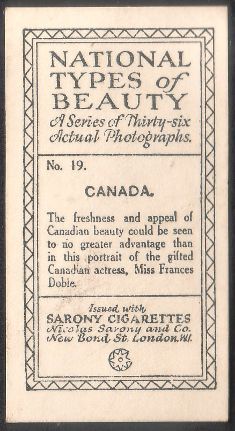 NATIONAL
TYPES of
BEAUTY
A Series of Thirty-six
Actual Photographs.
No. 19.
CANADA.
The freshness and appeal of
Canadian beauty could be seen
to no greater advantage than
in this portrait of the gifted
Canadian actress, Miss Frances
Doble.
Issued with
SARONY CIGARETTES
Nicolas Sarony and Co.
New Bond St. London.W1.